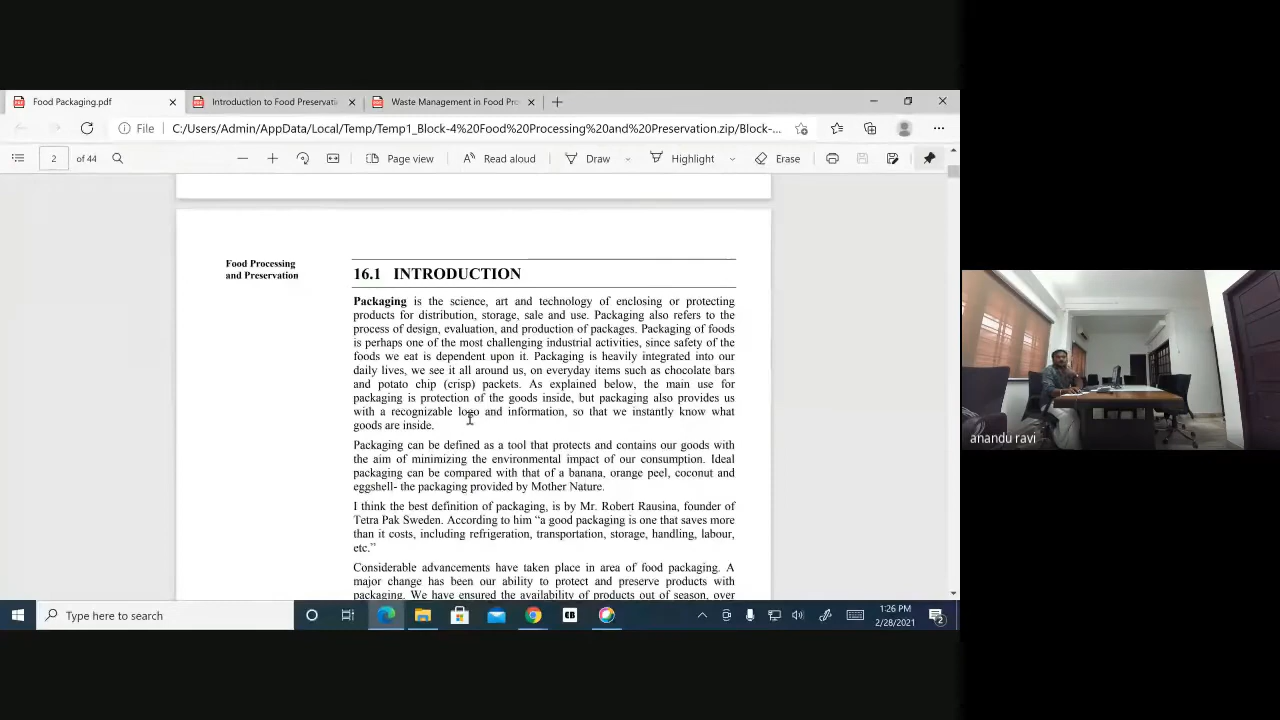 Food Packaging.pdf
Introduction to Food Preservati
Waste Management in Food Pro
File
C:/Users/Admin/AppData/Local/Temp/Temp1_Block-4%20Food%20Processing%20and%20Preservation.zip/Block-...
2 of 44
Page view
Read aloud
Draw
Highlight
Erase
Food Processing
and Preservation
16.1 INTRODUCTION
Packaging is the science, art and technology of enclosing or protecting
products for distribution, storage, sale and use. Packaging also refers to the
process of design, evaluation, and production of packages. Packaging of foods
is perhaps one of the most challenging industrial activities, since safety of the
foods we eat is dependent upon it. Packaging is heavily integrated into our
daily lives, we see it all around us, on everyday items such as chocolate bars
and potato chip (crisp) packets. As explained below, the main use for
packaging is protection of the goods inside, but packaging also provides us
with a recognizable logo and information, so that we instantly know what
goods are inside.
Packaging can be defined as a tool that protects and contains our goods with
the aim of minimizing the environmental impact of our consumption. Ideal
packaging can be compared with that of a banana, orange peel, coconut and
eggshell- the packaging provided by Mother Nature.
I think the best definition of packaging, is by Mr. Robert Rausina, founder of
Tetra Pak Sweden. According to him “a good packaging is one that saves more
than it costs, including refrigeration, transportation, storage, handling, labour,
etc.”
Considerable advancements have taken place in area of food packaging. A
major change has been our ability to protect and preserve products with
packaging. We have ensured the availability of products out of season, over
Type here to search
1:26 PM
2/28/2021
2
anandu ravi